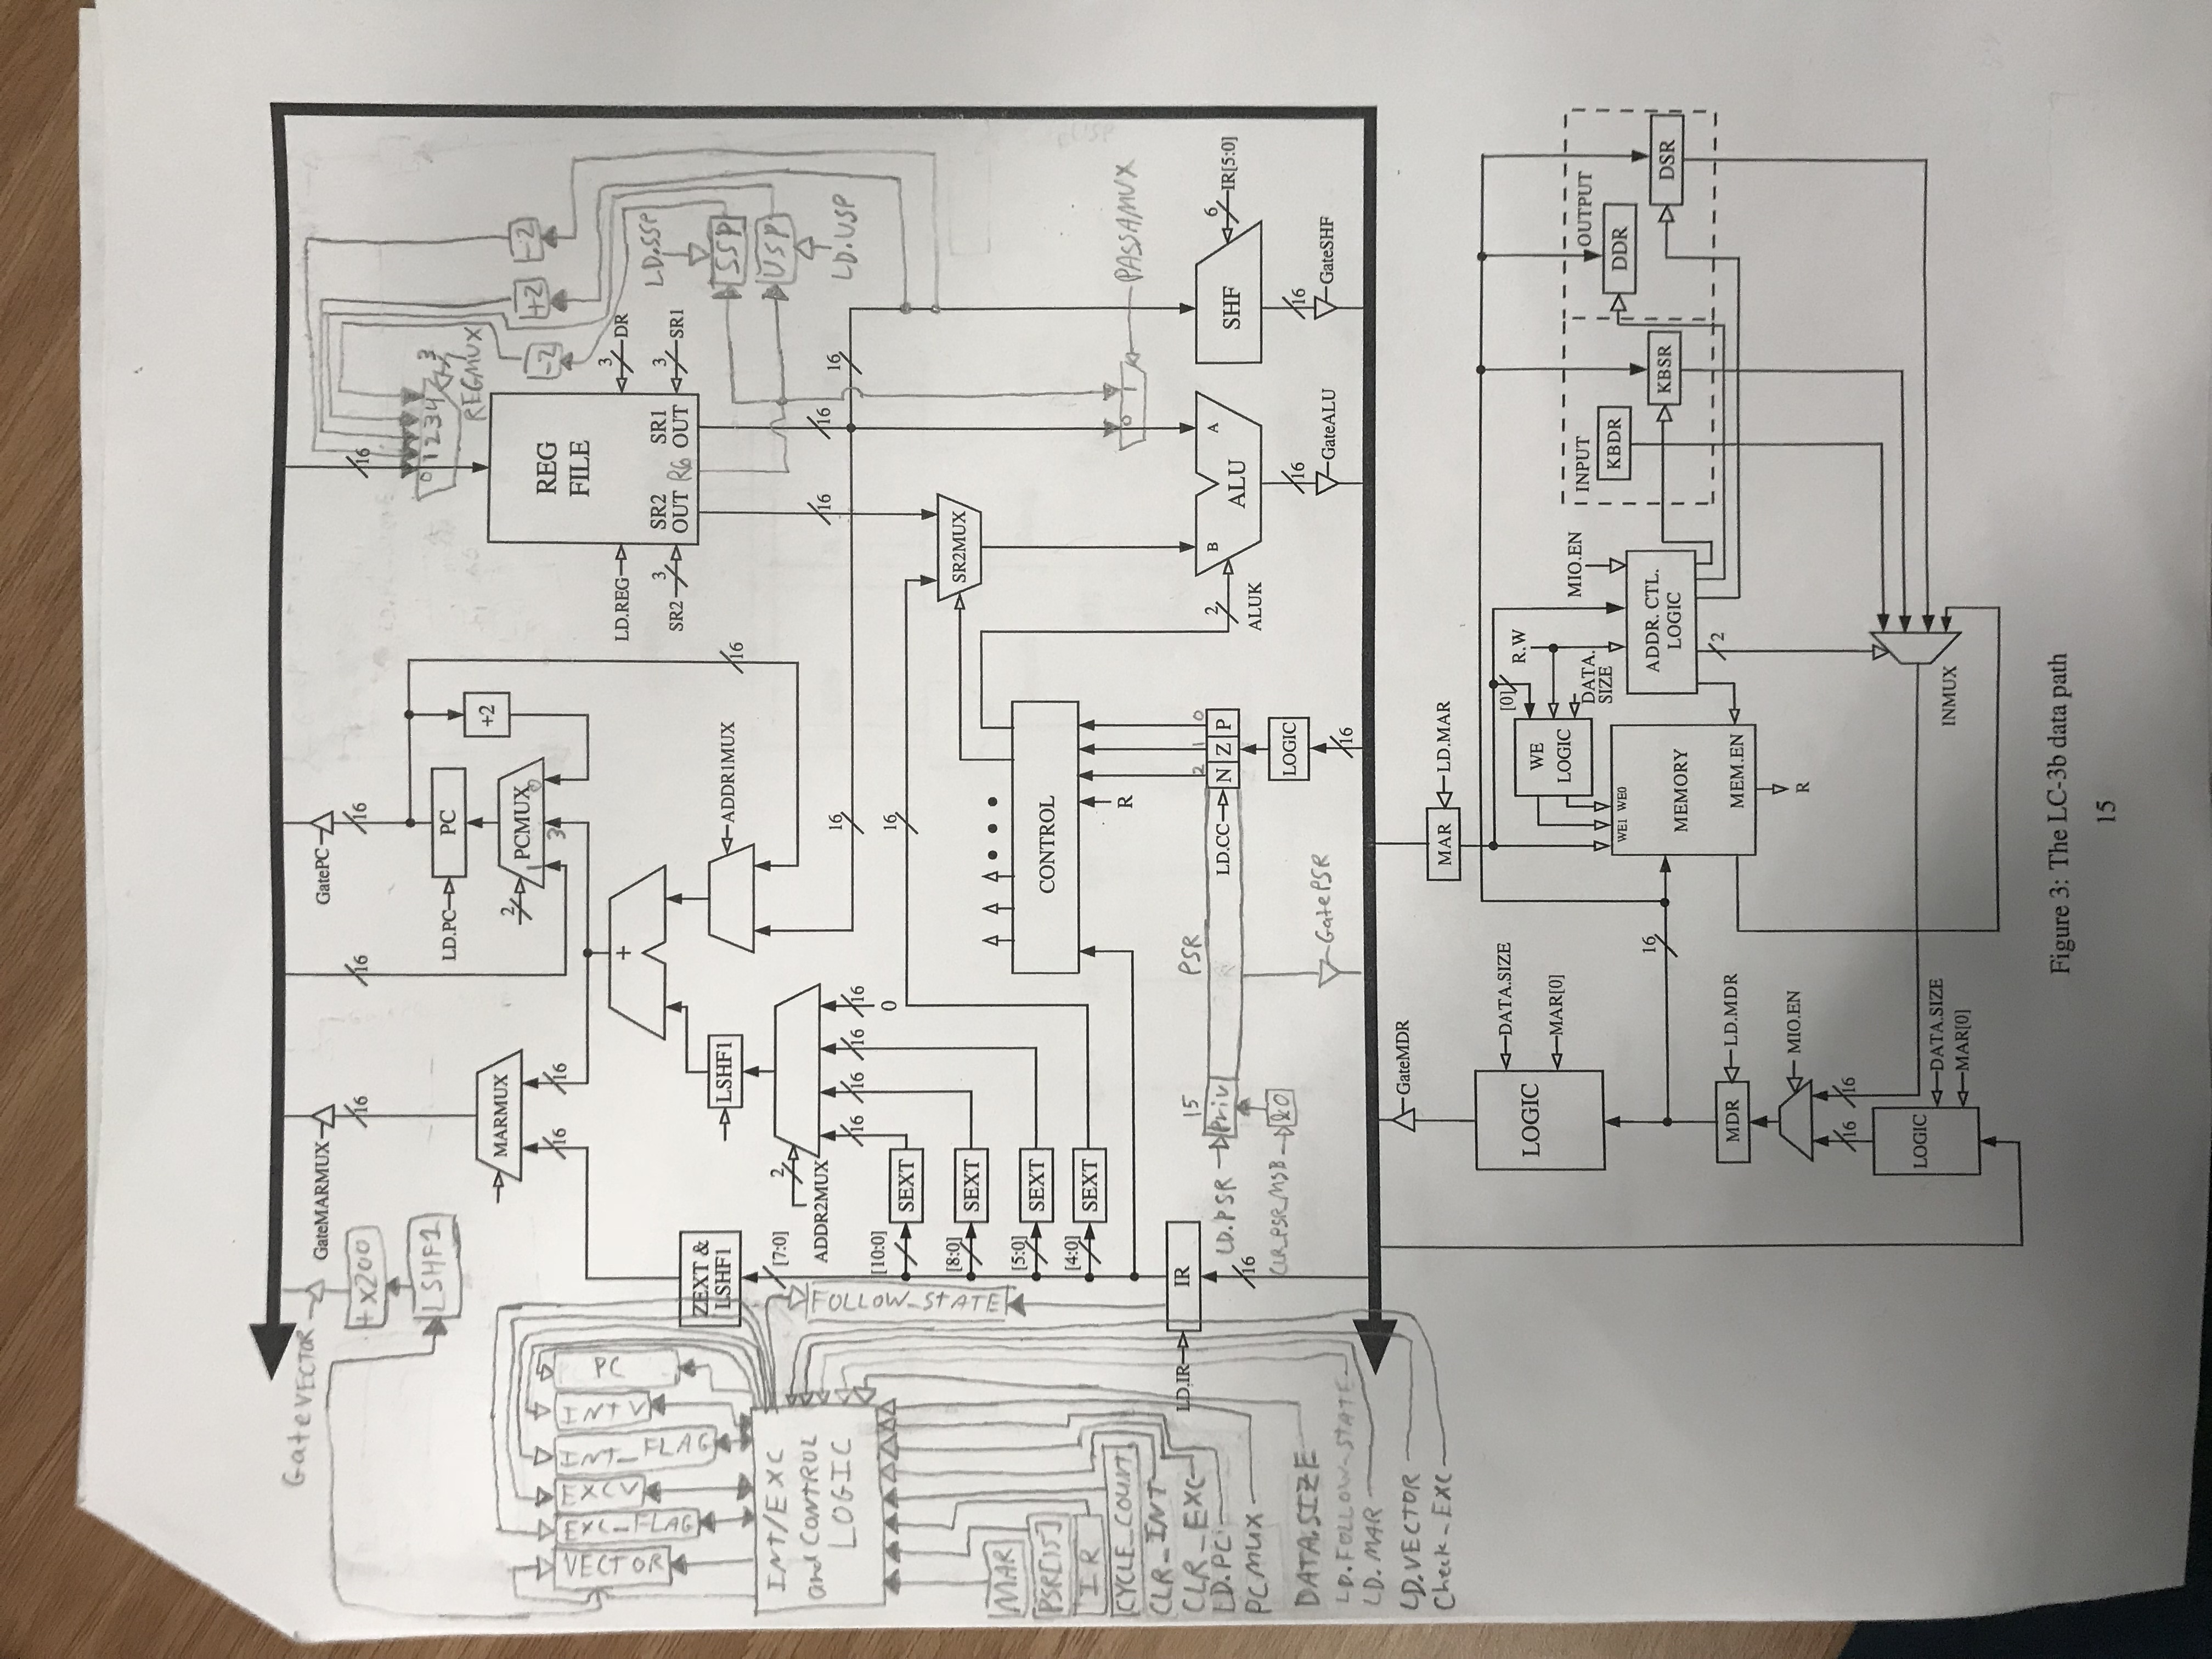 GateVECTOR
+x200
LSHF1
GateMARMUX
16
16
GatePC
16
16
0 1 2 3 4
3
REGMUX
LD.PC
PC
+2
MARMUX
2
PCMUX
1 3 0
16
16
-2
+2
-2
REG
FILE
VECTOR
EXC_FLAG
EXCV
INT_FLAG
INTV
PC
+
LD.REG
3
DR
SR2
3
SR2
OUT
R6
SR1
OUT
3
SR1
LD.SSP
SSP
USP
LD.USP
ZEXT &
LSHF1
LSHF1
ADDR1MUX
16
[7:0]
2
ADDR2MUX
INT/EXC
and CONTROL
LOGIC
FOLLOW_STATE
16
16
16
16
0
16
16
16
16
[10:0]
SEXT
16
[8:0]
SEXT
SR2MUX
[5:0]
SEXT
[4:0]
SEXT
CONTROL
R
MAR
PSR[15]
IR
CYCLE_COUNT
CLR_INT
CLR_EXC
LD.PC
PCMUX
DATA.SIZE
LD.FOLLOW_STATE
LD.MAR
LD.VECTOR
Check_EXC
0 1
PASSAMUX
LD.IR
IR
16
15
PSR
2 1 0
LD.PSR
Priv
LD.CC
N Z P
CLR_PSR_MSB
&0
LOGIC
16
GatePSR
2
ALUK
B
A
ALU
SHF
6
IR[5:0]
16
GateALU
16
GateSHF
GateMDR
MAR
LD.MAR
LOGIC
DATA.SIZE
MAR[0]
[0]
WE
LOGIC
R.W
DATA.
SIZE
MIO.EN
WE1 WE0
MEMORY
MEM.EN
R
ADDR. CTL.
LOGIC
2
INPUT
KBDR
KBSR
OUTPUT
DDR
DSR
16
MDR
LD.MDR
MIO.EN
16
16
LOGIC
DATA.SIZE
MAR[0]
INMUX
Figure 3: The LC-3b data path
15